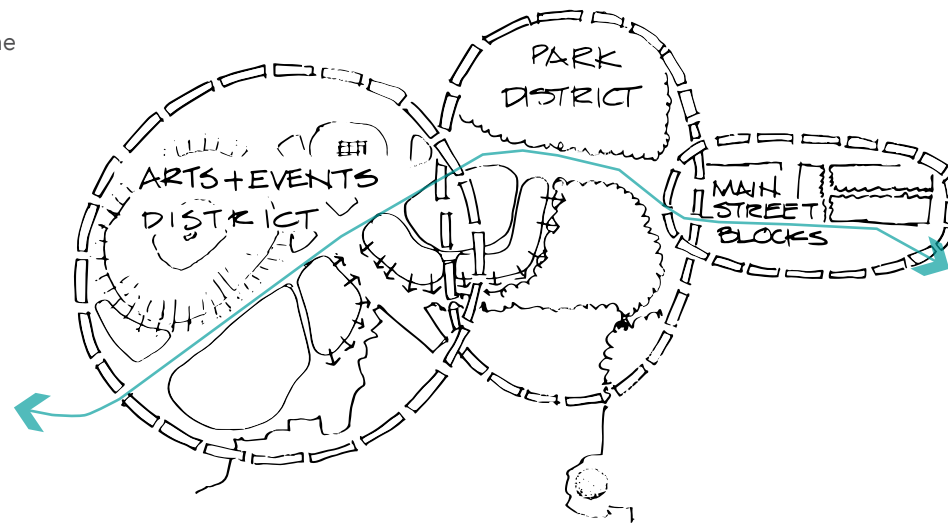 PARK
DISTRICT
ARTS+EVENTS
DISTRICT
MAIN
STREET
BLOCKS